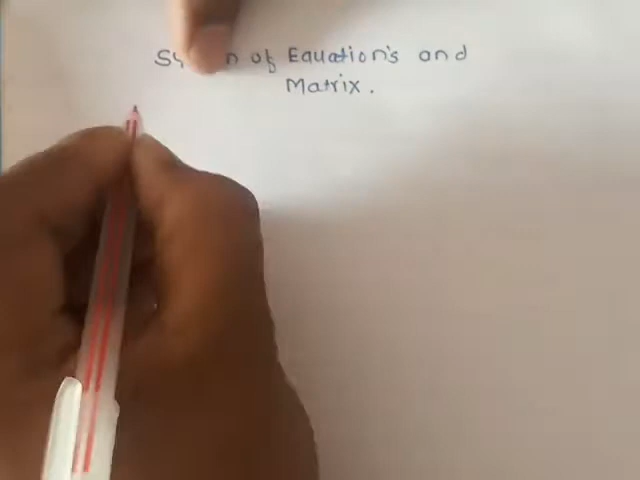 of Equation's and
Matrix.